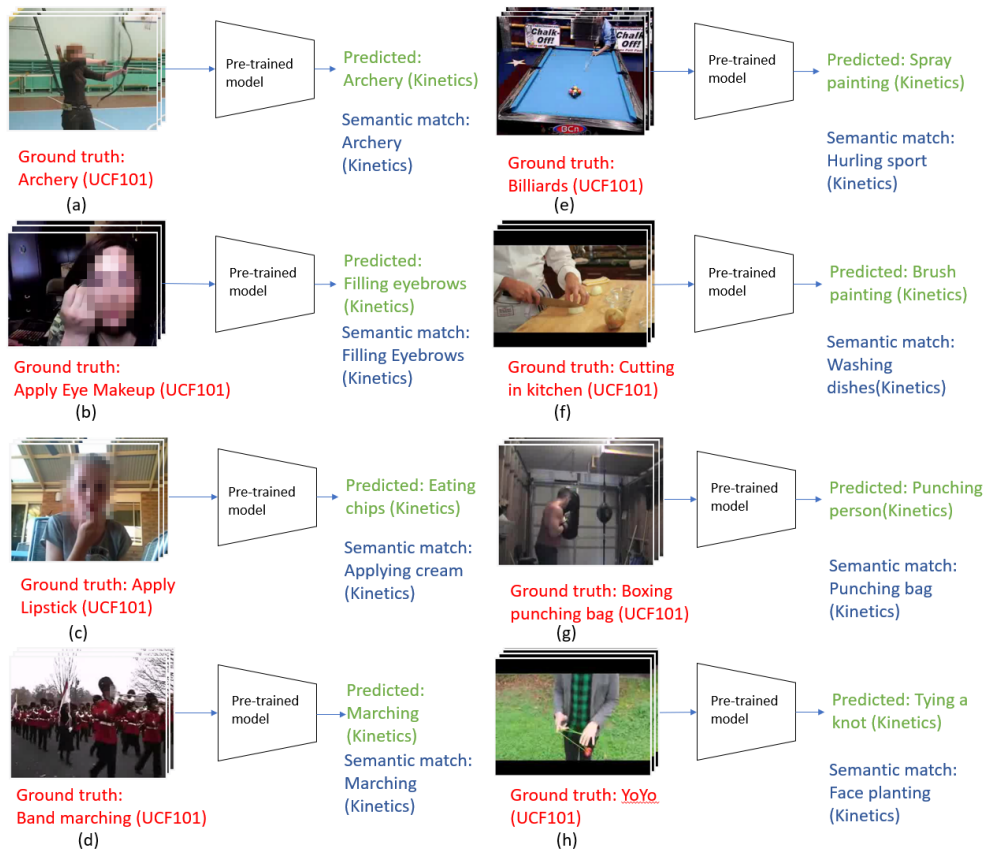 Pre-trained
model
Predicted:
Archery (Kinetics)
Semantic match:
Archery
(Kinetics)
Ground truth:
Archery (UCF101)
(a)
Chalk-
Off!
Chalk
Off!
BCn
Pre-trained
model
Predicted: Spray
painting (Kinetics)
Semantic match:
Hurling sport
(Kinetics)
Ground truth:
Billiards (UCF101)
(e)
Pre-trained
model
Predicted:
Filling eyebrows
(Kinetics)
Semantic match:
Filling Eyebrows
(Kinetics)
Ground truth:
Apply Eye Makeup (UCF101)
(b)
Pre-trained
model
Predicted: Brush
painting (Kinetics)
Semantic match:
Washing
dishes(Kinetics)
Ground truth: Cutting
in kitchen (UCF101)
(f)
Pre-trained
model
Predicted: Eating
chips (Kinetics)
Semantic match:
Applying cream
(Kinetics)
Ground truth: Apply
Lipstick (UCF101)
(c)
Pre-trained
model
Predicted: Punching
person(Kinetics)
Semantic match:
Punching bag
(Kinetics)
Ground truth: Boxing
punching bag (UCF101)
(g)
Pre-trained
model
Predicted:
Marching
(Kinetics)
Semantic match:
Marching
(Kinetics)
Ground truth:
Band marching (UCF101)
(d)
Pre-trained
model
Predicted: Tying a
knot (Kinetics)
Semantic match:
Face planting
(Kinetics)
Ground truth: YoYo
(UCF101)
(h)